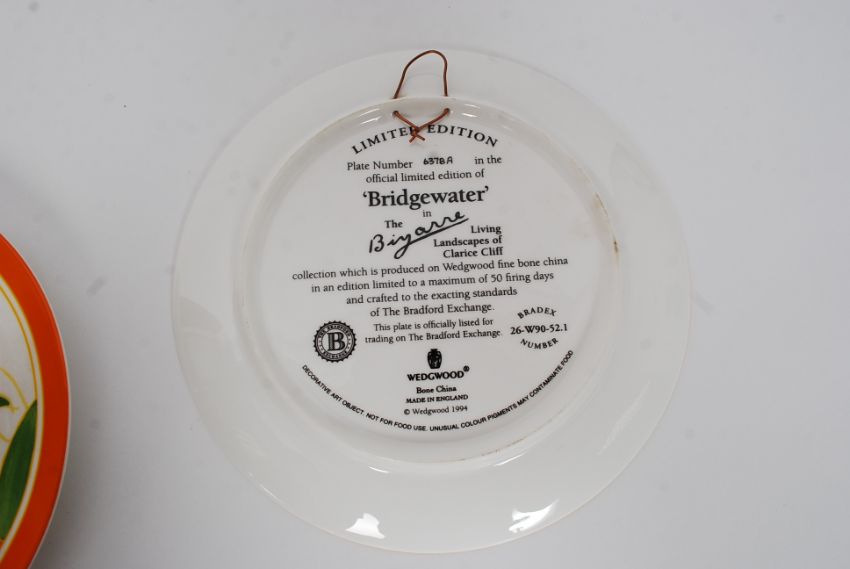 LIMITED EDITION
Plate Number 6378A in the
official limited edition of
'Bridgewater'
in
The Bizarre Living
Landscapes of
Clarice Cliff
collection which is produced on Wedgwood fine bone china
in an edition limited to a maximum of 50 firing days
and crafted to the exacting standards
of The Bradford Exchange.
THE BRADFORD
B
EXCHANGE
This plate is officially listed for
trading on The Bradford Exchange.
BRADEX
26-W90-52.1
NUMBER
WEDGWOOD®
Bone China
MADE IN ENGLAND
© Wedgwood 1994
DECORATIVE ART OBJECT. NOT FOR FOOD USE. UNUSUAL COLOUR PIGMENTS MAY CONTAMINATE FOOD